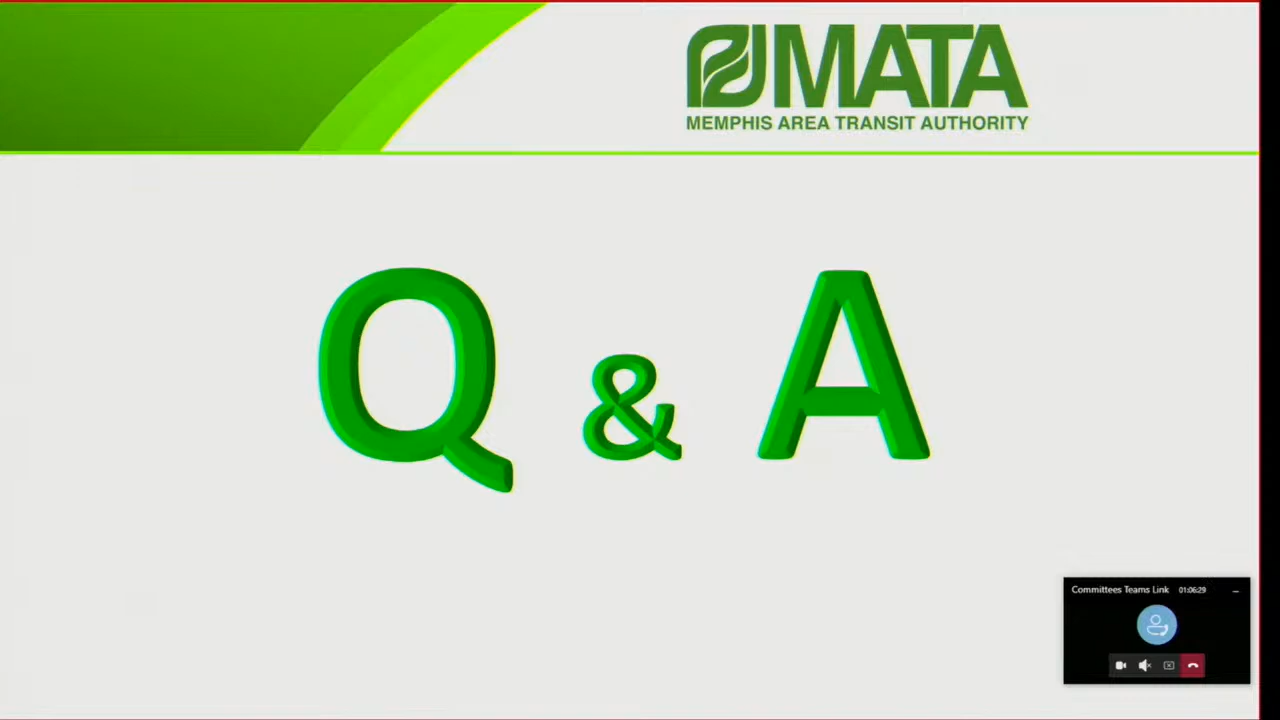 MATA
MEMPHIS AREA TRANSIT AUTHORITY
Q & A
Committees Teams Link 01:06:29